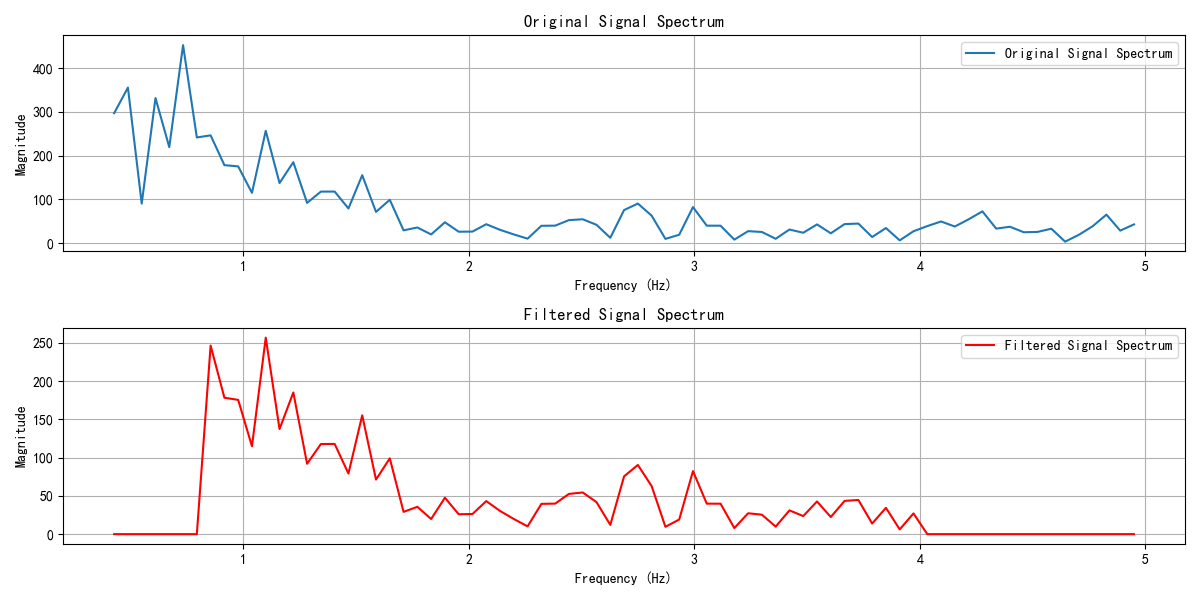 Original Signal Spectrum
Original Signal Spectrum
Magnitude
400
300
200
100
0
1 2 3 4 5
Frequency (Hz)
Filtered Signal Spectrum
Filtered Signal Spectrum
Magnitude
250
200
150
100
50
0
1 2 3 4 5
Frequency (Hz)